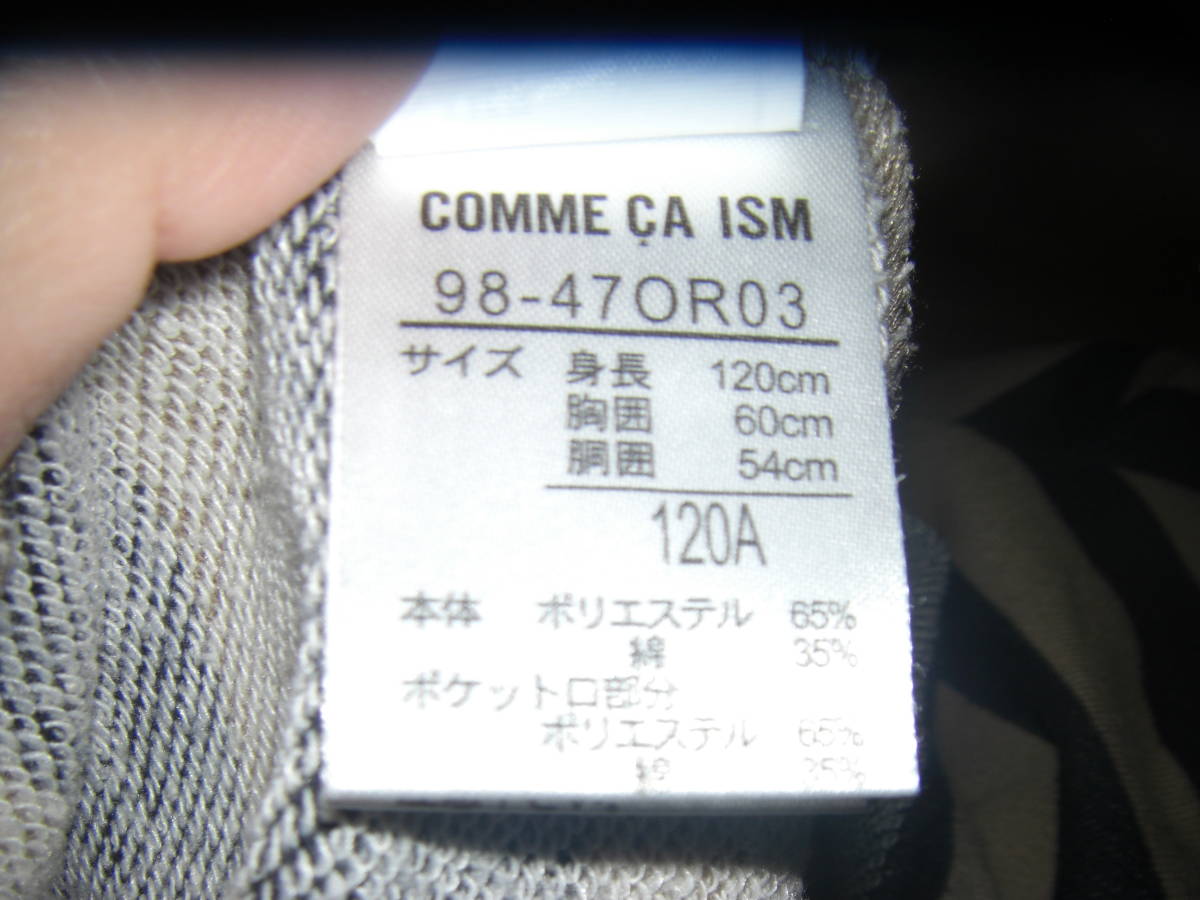 COMME ÇA ISM
98-47OR03
サイズ 身長 120cm
胸囲 60cm
胴囲 54cm
120A
本体 ポリエステル 65%
綿 35%
ポケット口部分
ポリエステル 65%
綿 35%